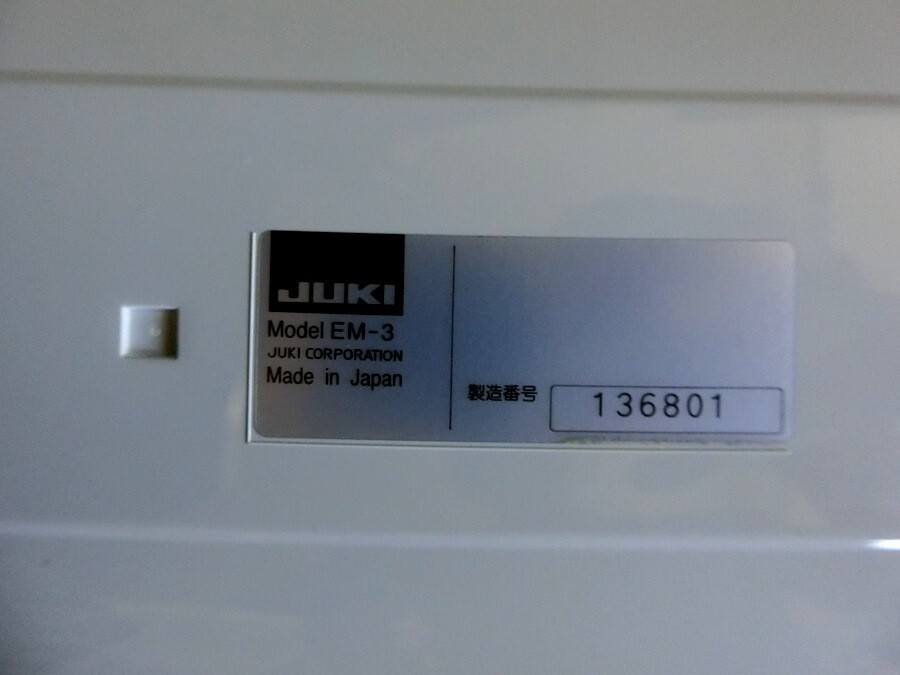 JUKI
Model EM-3
JUKI CORPORATION
Made in Japan
製造番号 136801